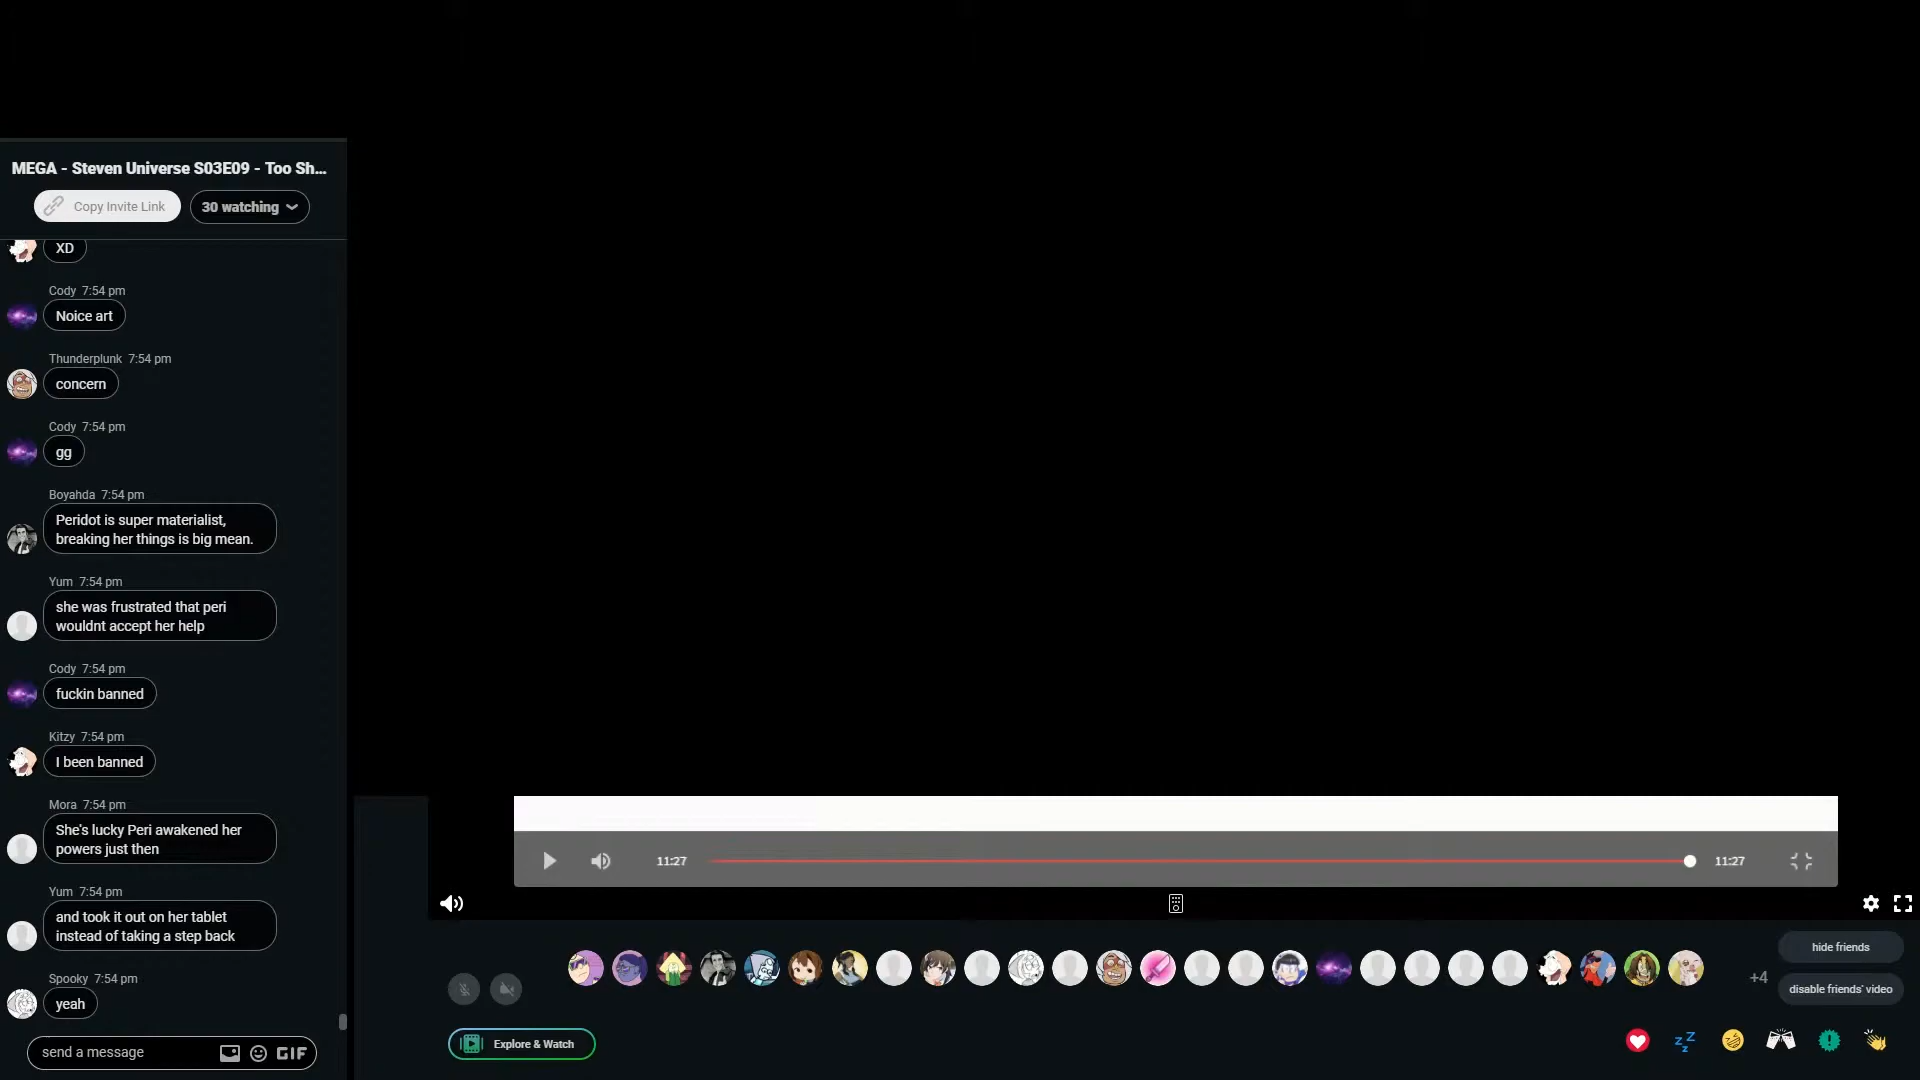 MEGA - Steven Universe S03E09 - Too Sh...
Copy Invite Link
30 watching
XD
Cody 7:54 pm
Noice art
Thunderplunk 7:54 pm
concern
Cody 7:54 pm
gg
Boyahda 7:54 pm
Peridot is super materialist,
breaking her things is big mean.
Yum 7:54 pm
she was frustrated that peri
wouldnt accept her help
Cody 7:54 pm
fuckin banned
Kitzy 7:54 pm
I been banned
Mora 7:54 pm
She's lucky Peri awakened her
powers just then
Yum 7:54 pm
and took it out on her tablet
instead of taking a step back
Spooky 7:54 pm
yeah
send a message
GIF
11:27
11:27
+4
hide friends
disable friends' video
Explore & Watch
z z z